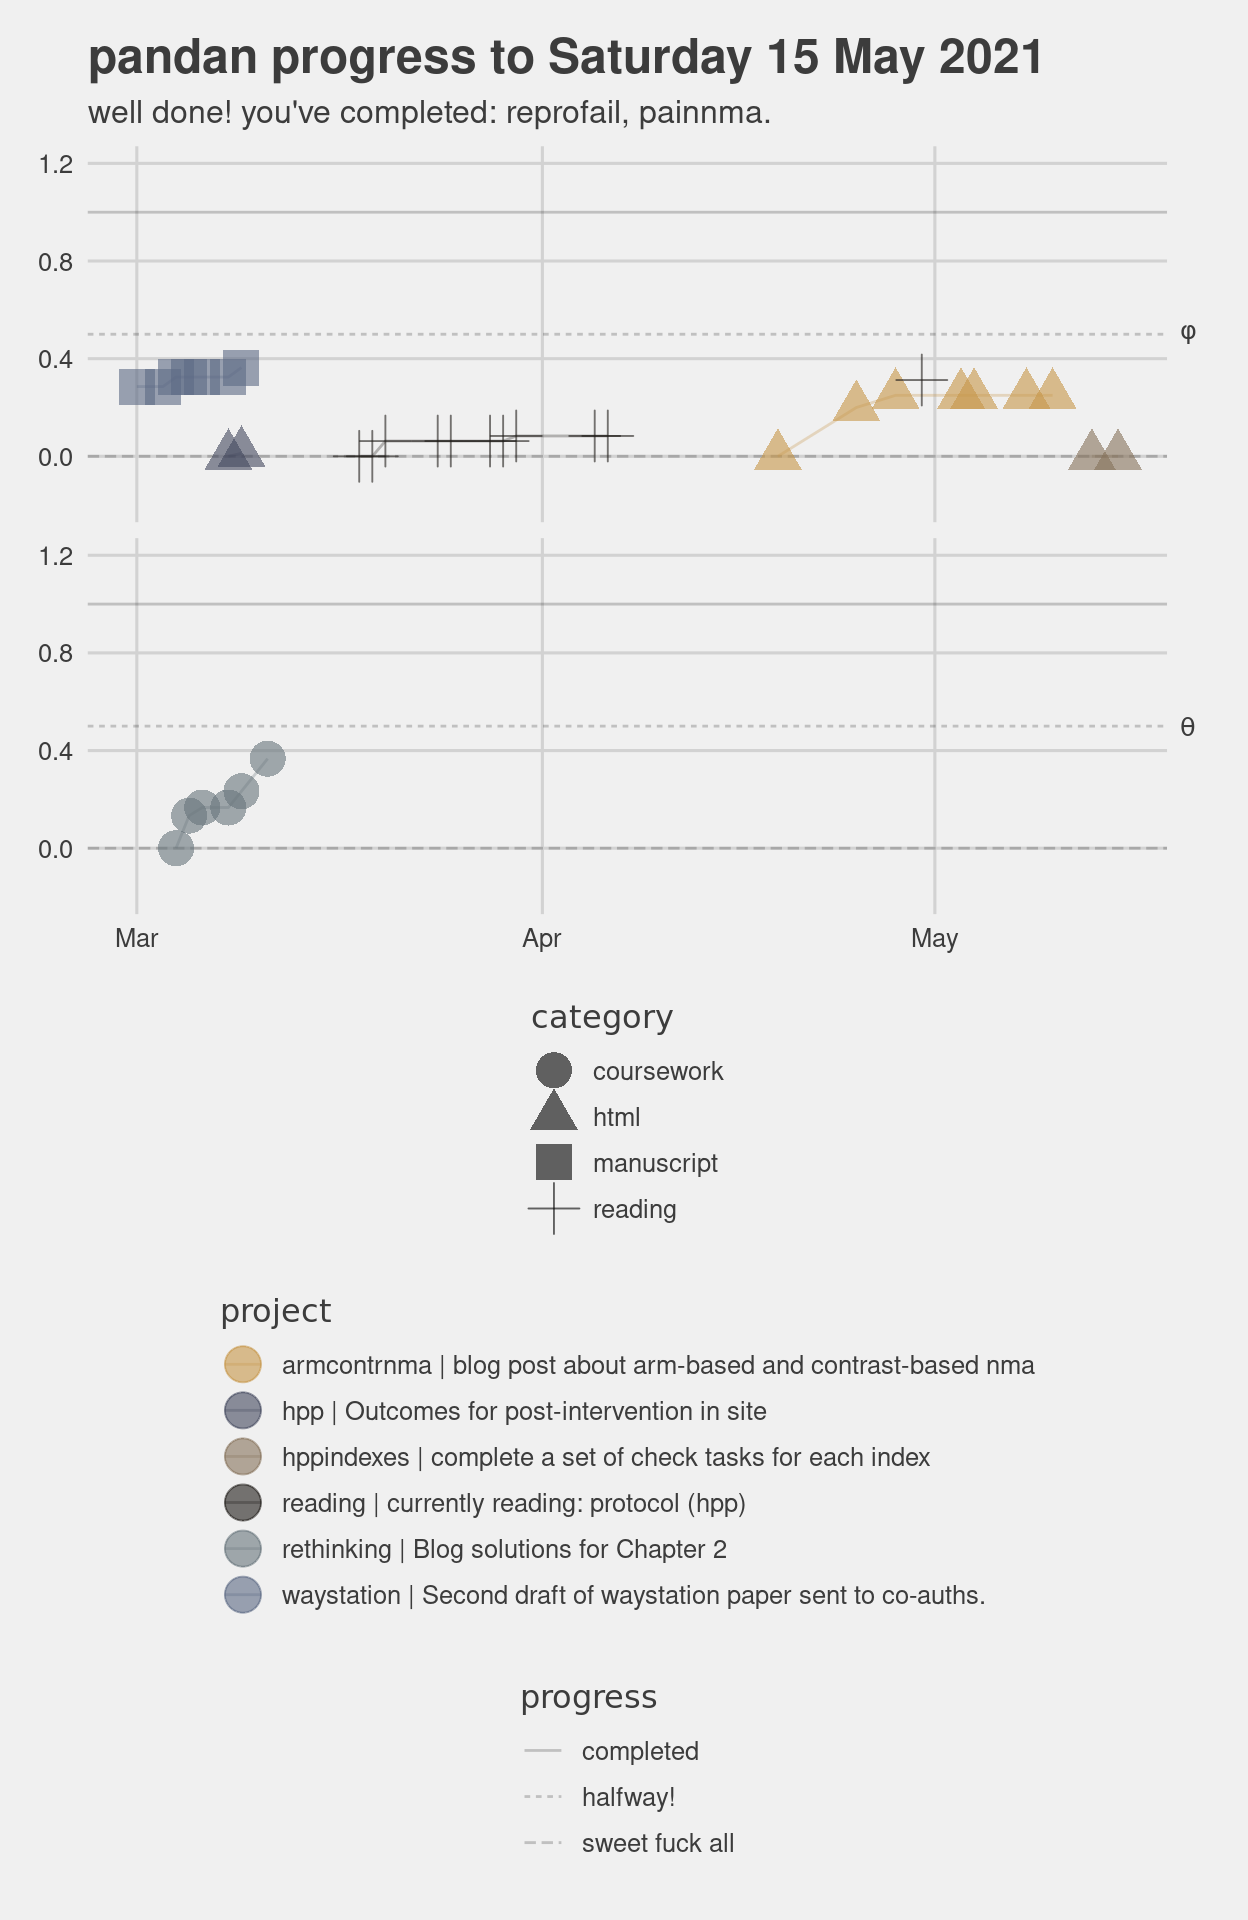 pandan progress to Saturday 15 May 2021
well done! you've completed: reprofail, painnma.
1.2
0.8
0.4
0.0
φ
1.2
0.8
0.4
0.0
θ
Mar
Apr
May
category
coursework
html
manuscript
reading
project
armcontrnma | blog post about arm-based and contrast-based nma
hpp | Outcomes for post-intervention in site
hppindexes | complete a set of check tasks for each index
reading | currently reading: protocol (hpp)
rethinking | Blog solutions for Chapter 2
waystation | Second draft of waystation paper sent to co-auths.
progress
completed
halfway!
sweet fuck all